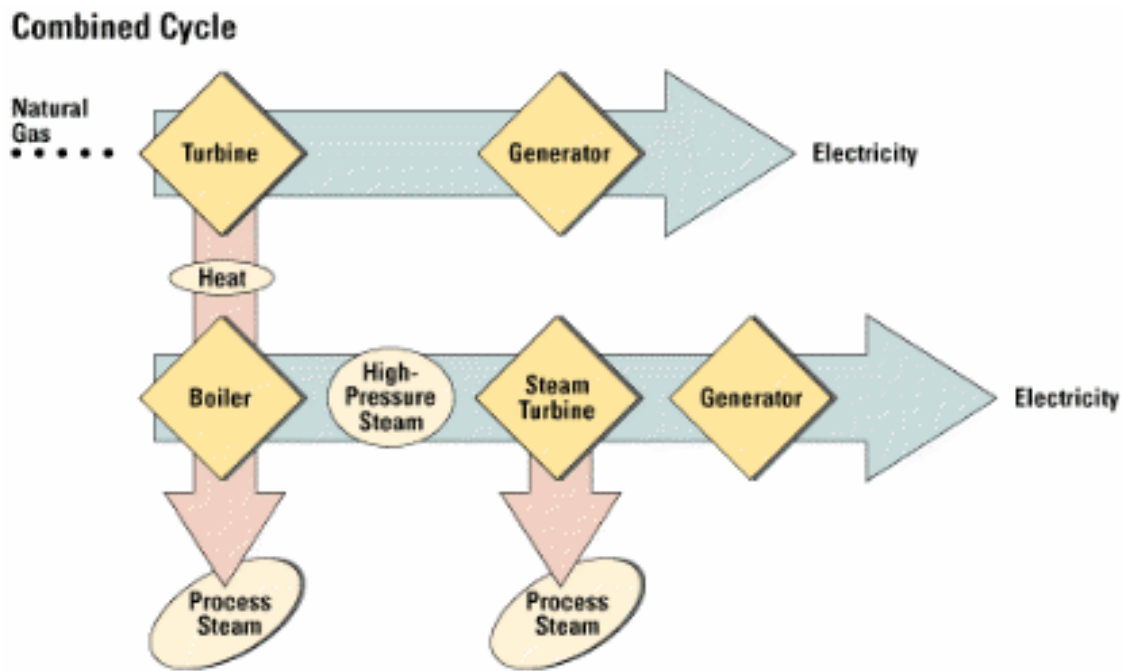 Combined Cycle
Natural
Gas
Turbine
Generator
Electricity
Heat
Boiler
High-
Pressure
Steam
Steam
Turbine
Generator
Electricity
Process
Steam
Process
Steam